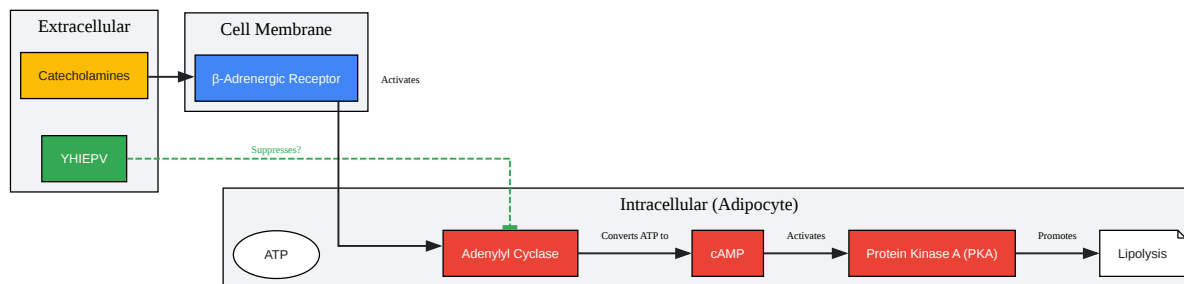 Extracellular
Cell Membrane
Catecholamines
β-Adrenergic Receptor
Activates
Suppresses?
YHIEPV
Intracellular (Adipocyte)
ATP
Adenylyl Cyclase
Converts ATP to
cAMP
Activates
Protein Kinase A (PKA)
Promotes
Lipolysis